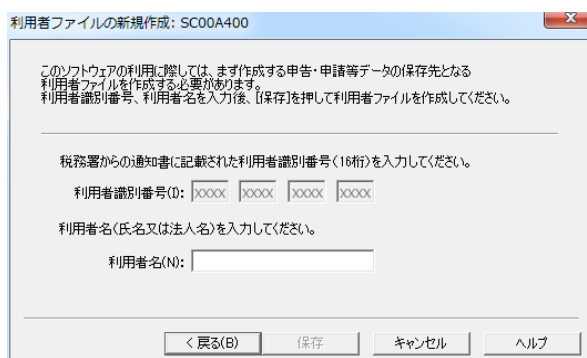 利用者ファイルの新規作成: SC00A400
このソフトウェアの利用に際しては、まず作成する申告・申請等データの保存先となる
利用者ファイルを作成する必要があります。
利用者識別番号、利用者名を入力後、[保存]を押して利用者ファイルを作成してください。
税務署からの通知書に記載された利用者識別番号(16桁)を入力してください。
利用者識別番号(I): xxxx xxxx xxxx xxxx
利用者名(氏名又は法人名)を入力してください。
利用者名(N):
< 戻る(B) 保存 キャンセル ヘルプ